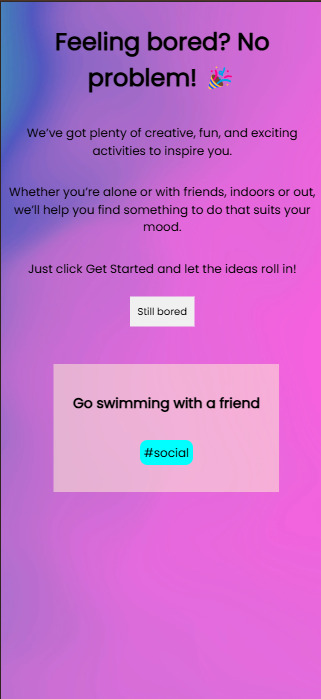 Feeling bored? No
problem! 🎉
We’ve got plenty of creative, fun, and exciting
activities to inspire you.
Whether you’re alone or with friends, indoors or out,
we’ll help you find something to do that suits your
mood.
Just click Get Started and let the ideas roll in!
Still bored
Go swimming with a friend
#social